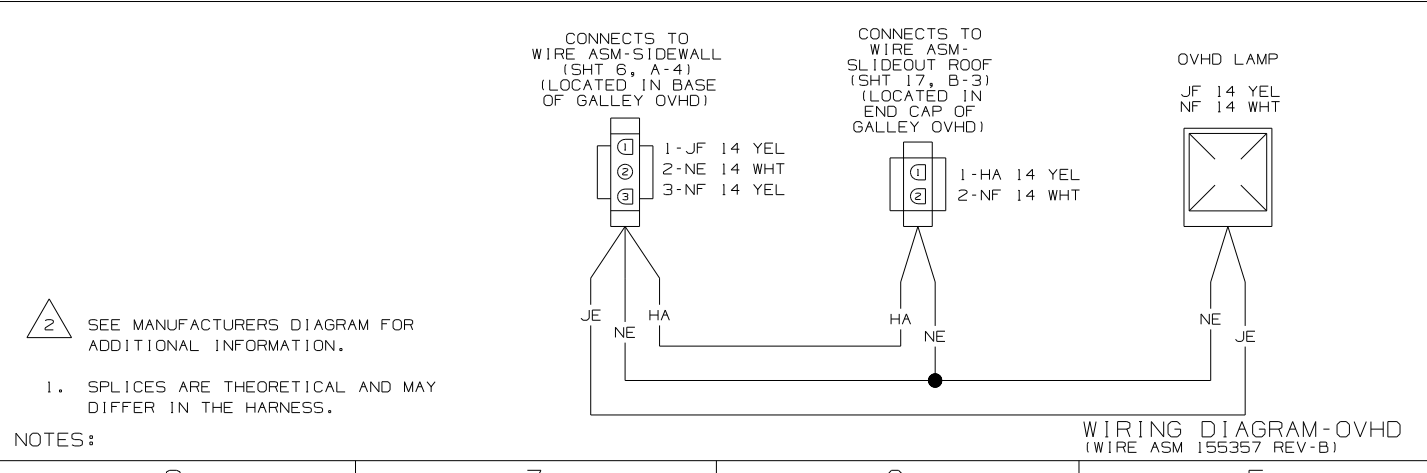 CONNECTS TO
WIRE ASM-SIDEWALL
(SHT 6, A-4)
(LOCATED IN BASE
OF GALLEY OVHD)
1
2
3
1-JF 14 YEL
2-NE 14 WHT
3-NF 14 YEL
CONNECTS TO
WIRE ASM-
SLIDEOUT ROOF
(SHT 17, B-3)
(LOCATED IN
END CAP OF
GALLEY OVHD)
1
2
1-HA 14 YEL
2-NF 14 WHT
OVHD LAMP
JF 14 YEL
NF 14 WHT
JE
NE
HA
HA
NE
NE
JE
2 SEE MANUFACTURERS DIAGRAM FOR
ADDITIONAL INFORMATION.
1. SPLICES ARE THEORETICAL AND MAY
DIFFER IN THE HARNESS.
NOTES:
WIRING DIAGRAM-OVHD
(WIRE ASM 155357 REV-B)